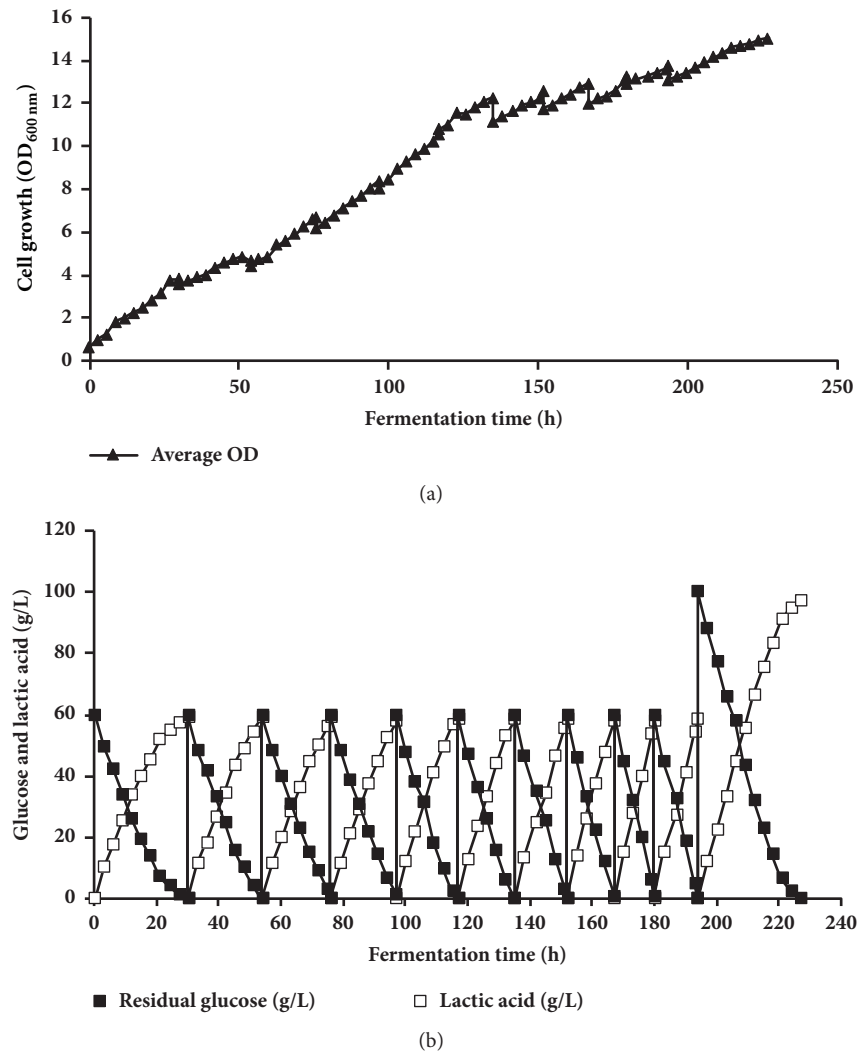 16
14
12
10
8
6
4
2
0
Cell growth (OD600 nm)
0 50 100 150 200 250
Fermentation time (h)
Average OD
(a)
120
100
80
60
40
20
0
Glucose and lactic acid (g/L)
0 20 40 60 80 100 120 140 160 180 200 220 240
Fermentation time (h)
Residual glucose (g/L) Lactic acid (g/L)
(b)